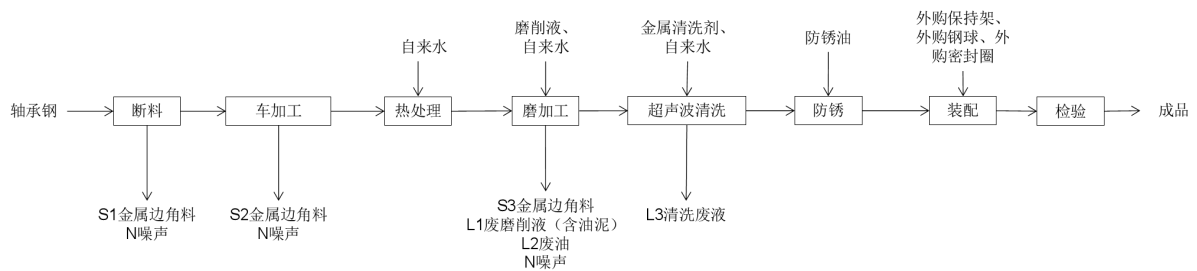 自来水
磨削液、
自来水
金属清洗剂、
自来水
防锈油
外购保持架、
外购钢球、外
购密封圈
轴承钢
断料
车加工
热处理
磨加工
超声波清洗
防锈
装配
检验
成品
S1金属边角料
N噪声
S2金属边角料
N噪声
S3金属边角料
L1废磨削液（含油泥）
L2废油
N噪声
L3清洗废液